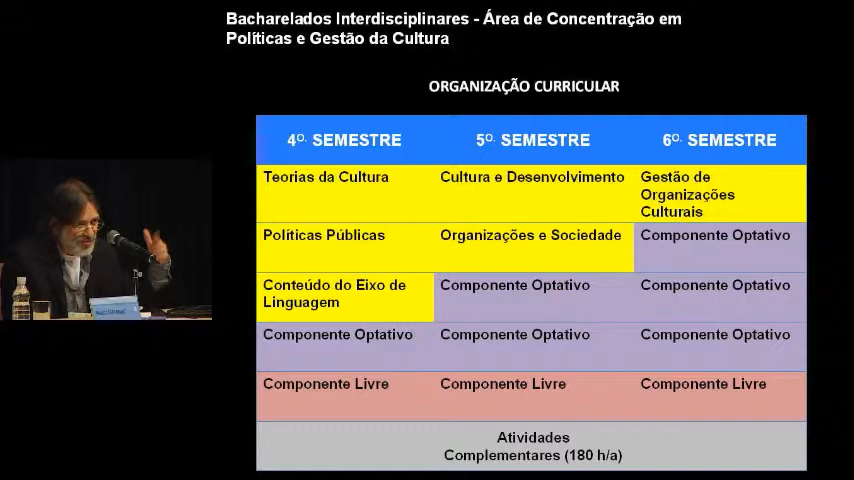 Bacharelados Interdisciplinares - Área de Concentração em
Políticas e Gestão da Cultura
ORGANIZAÇÃO CURRICULAR
4O. SEMESTRE
5O. SEMESTRE
6O. SEMESTRE
Teorias da Cultura
Cultura e Desenvolvimento
Gestão de
Organizações
Culturais
Políticas Públicas
Organizações e Sociedade
Componente Optativo
Conteúdo do Eixo de
Linguagem
Componente Optativo
Componente Optativo
Componente Optativo
Componente Optativo
Componente Optativo
Componente Livre
Componente Livre
Componente Livre
Atividades
Complementares (180 h/a)